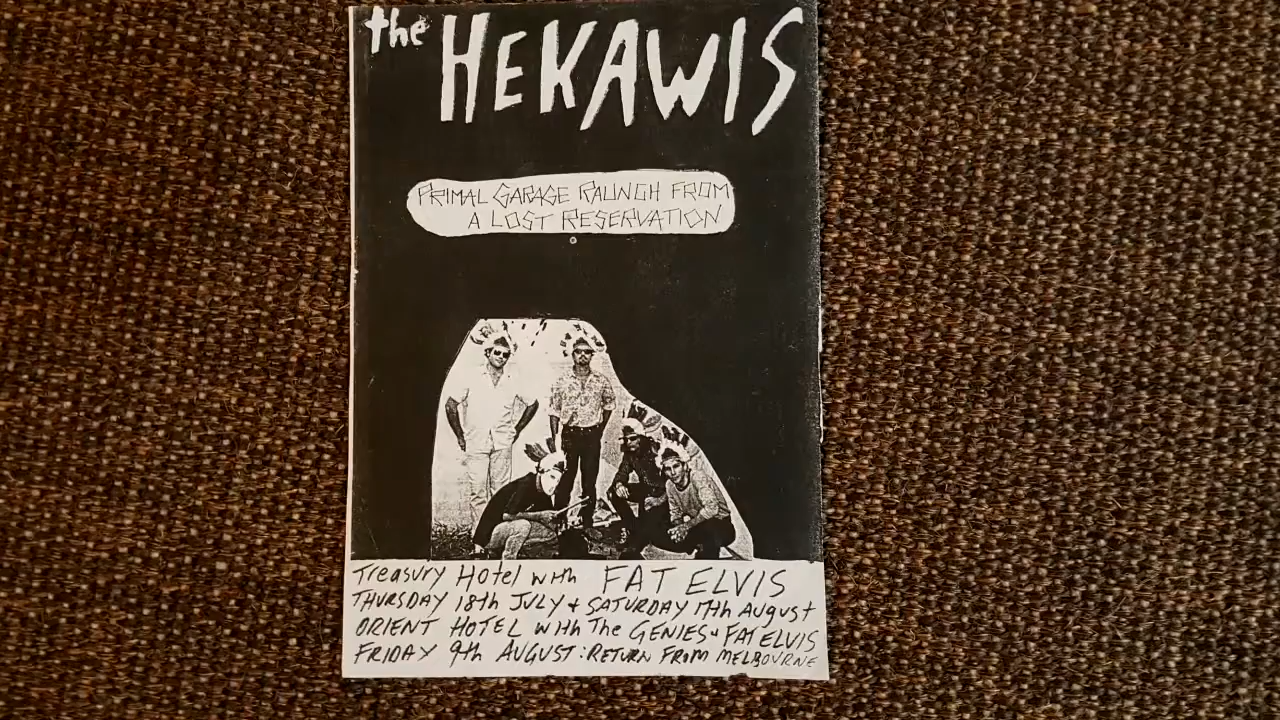 the HEKAWIS
PRIMAL GARAGE RAUNCH FROM
A LOST RESERVATION
Treasury Hotel with FAT ELVIS
THURSDAY 18th JULY + SATURDAY 17th August
ORIENT HOTEL with The GENIES + FAT ELVIS
FRIDAY 9th AUGUST: RETURN FROM MELBOURNE